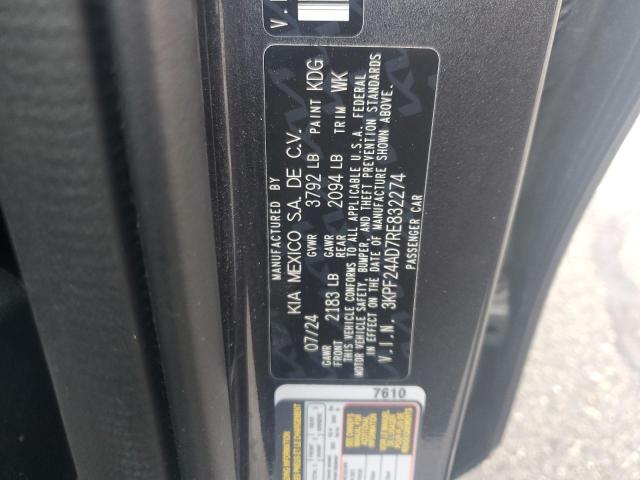 V.I
MANUFACTURED BY
KIA MEXICO S.A. DE C.V.
07/24 GVWR 3792 LB PAINT KDG
GAWR FRONT 2183 LB GAWR REAR 2094 LB TRIM WK
THIS VEHICLE CONFORMS TO ALL APPLICABLE U.S.A. FEDERAL
MOTOR VEHICLE SAFETY, BUMPER, AND THEFT PREVENTION STANDARDS
IN EFFECT ON THE DATE OF MANUFACTURE SHOWN ABOVE.
V.I.N. 3KPF24AD7RE832274
PASSENGER CAR
7610